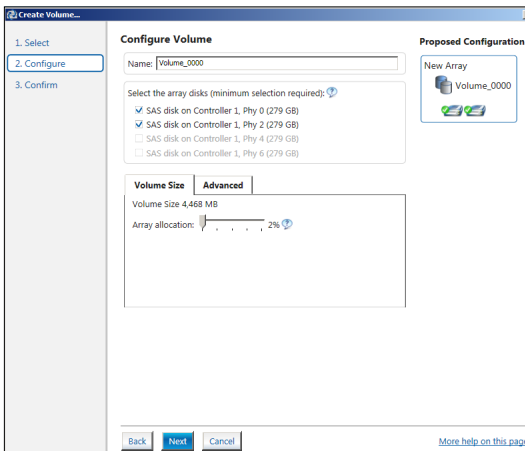 Create Volume...
1. Select
2. Configure
3. Confirm
Configure Volume
Name: Volume_0000
Select the array disks (minimum selection required):
SAS disk on Controller 1, Phy 0 (279 GB)
SAS disk on Controller 1, Phy 2 (279 GB)
SAS disk on Controller 1, Phy 4 (279 GB)
SAS disk on Controller 1, Phy 6 (279 GB)
Volume Size Advanced
Volume Size 4,468 MB
Array allocation: 2%
Proposed Configuration
New Array
Volume_0000
Back Next Cancel
More help on this page